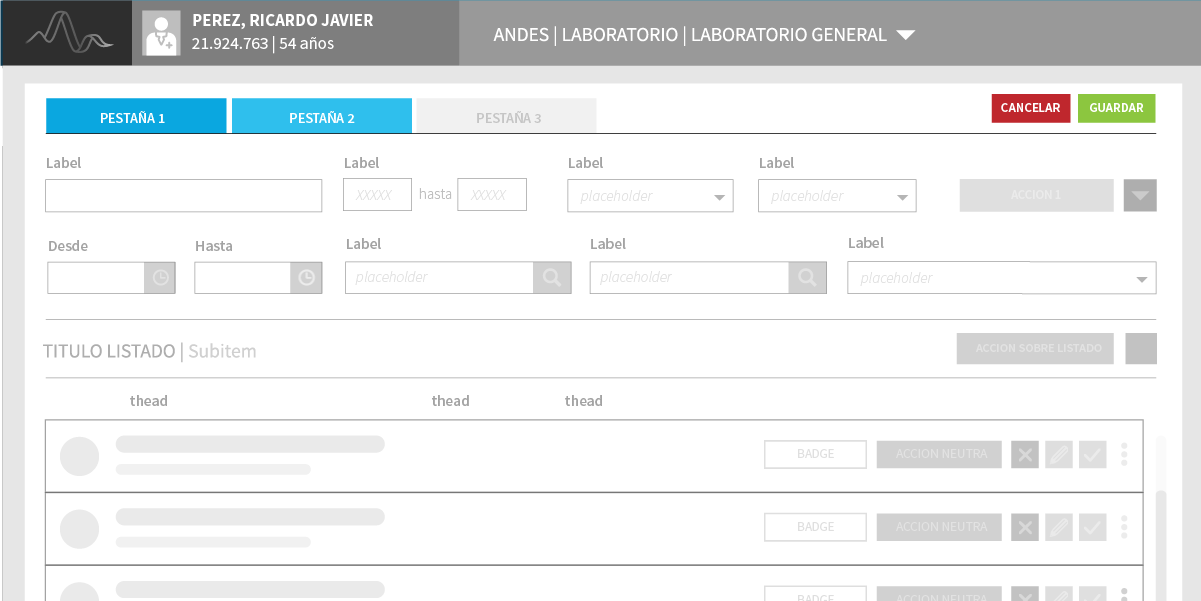 PEREZ, RICARDO JAVIER
21.924.763 | 54 años
ANDES | LABORATORIO | LABORATORIO GENERAL
PESTAÑA 1 PESTAÑA 2 PESTAÑA 3
CANCELAR GUARDAR
Label Label Label Label
XXXXX hasta XXXXX placeholder placeholder ACCION 1
Desde Hasta Label Label Label
placeholder placeholder placeholder
TITULO LISTADO | Subitem ACCION SOBRE LISTADO
thead thead thead
BADGE ACCION NEUTRA
BADGE ACCION NEUTRA
BADGE ACCION NEUTRA